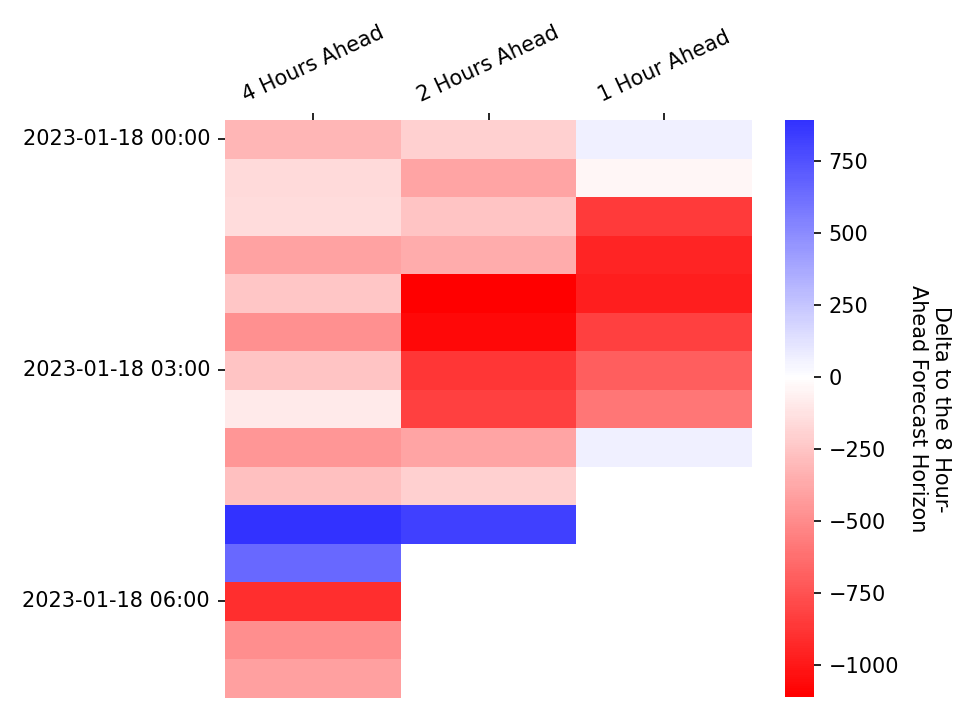 4 Hours Ahead
2 Hours Ahead
1 Hour Ahead
2023-01-18 00:00
2023-01-18 03:00
2023-01-18 06:00
750
500
250
0
−250
−500
−750
−1000
Delta to the 8 Hour-
Ahead Forecast Horizon